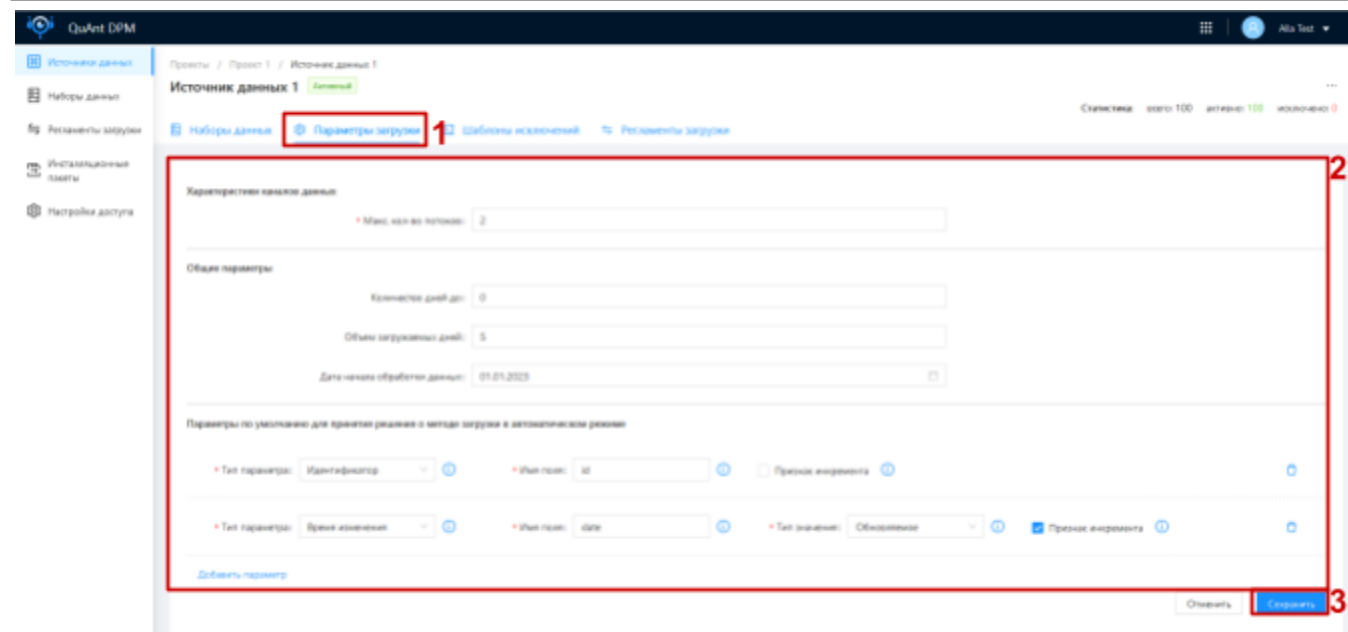 QuAnt DPM
Alla Test
Источники данных
Наборы данных
Регламенты загрузки
Инсталляционные
пакеты
Настройки доступа
Проекты / Проект 1 / Источник данных 1
Источник данных 1 Активный
...
Статистика: всего: 100 активно: 100 исключено: 0
Наборы данных Параметры загрузки 1 Шаблоны исключений Регламенты загрузки
2
Характеристики каналов данных
* Макс. кол-во потоков: 2
Общие параметры
Количество дней до: 0
Объем загружаемых дней: 5
Дата начала обработки данных: 01.01.2023
Параметры по умолчанию для принятия решения о методе загрузки в автоматическом режиме
* Тип параметра: Идентификатор * Имя поля: id Признак инкремента
* Тип параметра: Время изменения * Имя поля: date * Тип значения: Обновляемое Признак инкремента
Добавить параметр
Отменить Сохранить 3